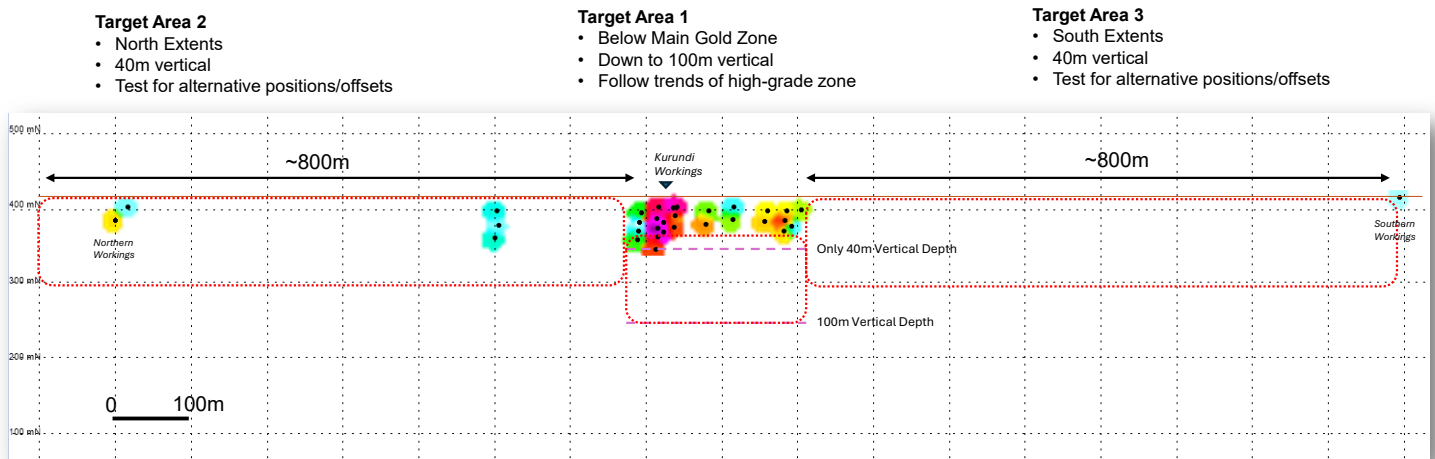 Target Area 2
• North Extents
• 40m vertical
• Test for alternative positions/offsets
Target Area 1
• Below Main Gold Zone
• Down to 100m vertical
• Follow trends of high-grade zone
Target Area 3
• South Extents
• 40m vertical
• Test for alternative positions/offsets
500 mN
~800m
Kurundi
Workings
~800m
400 mN
Northern
Workings
Southern
Workings
Only 40m Vertical Depth
300 mN
100m Vertical Depth
200 mN
0 100m
100 mN